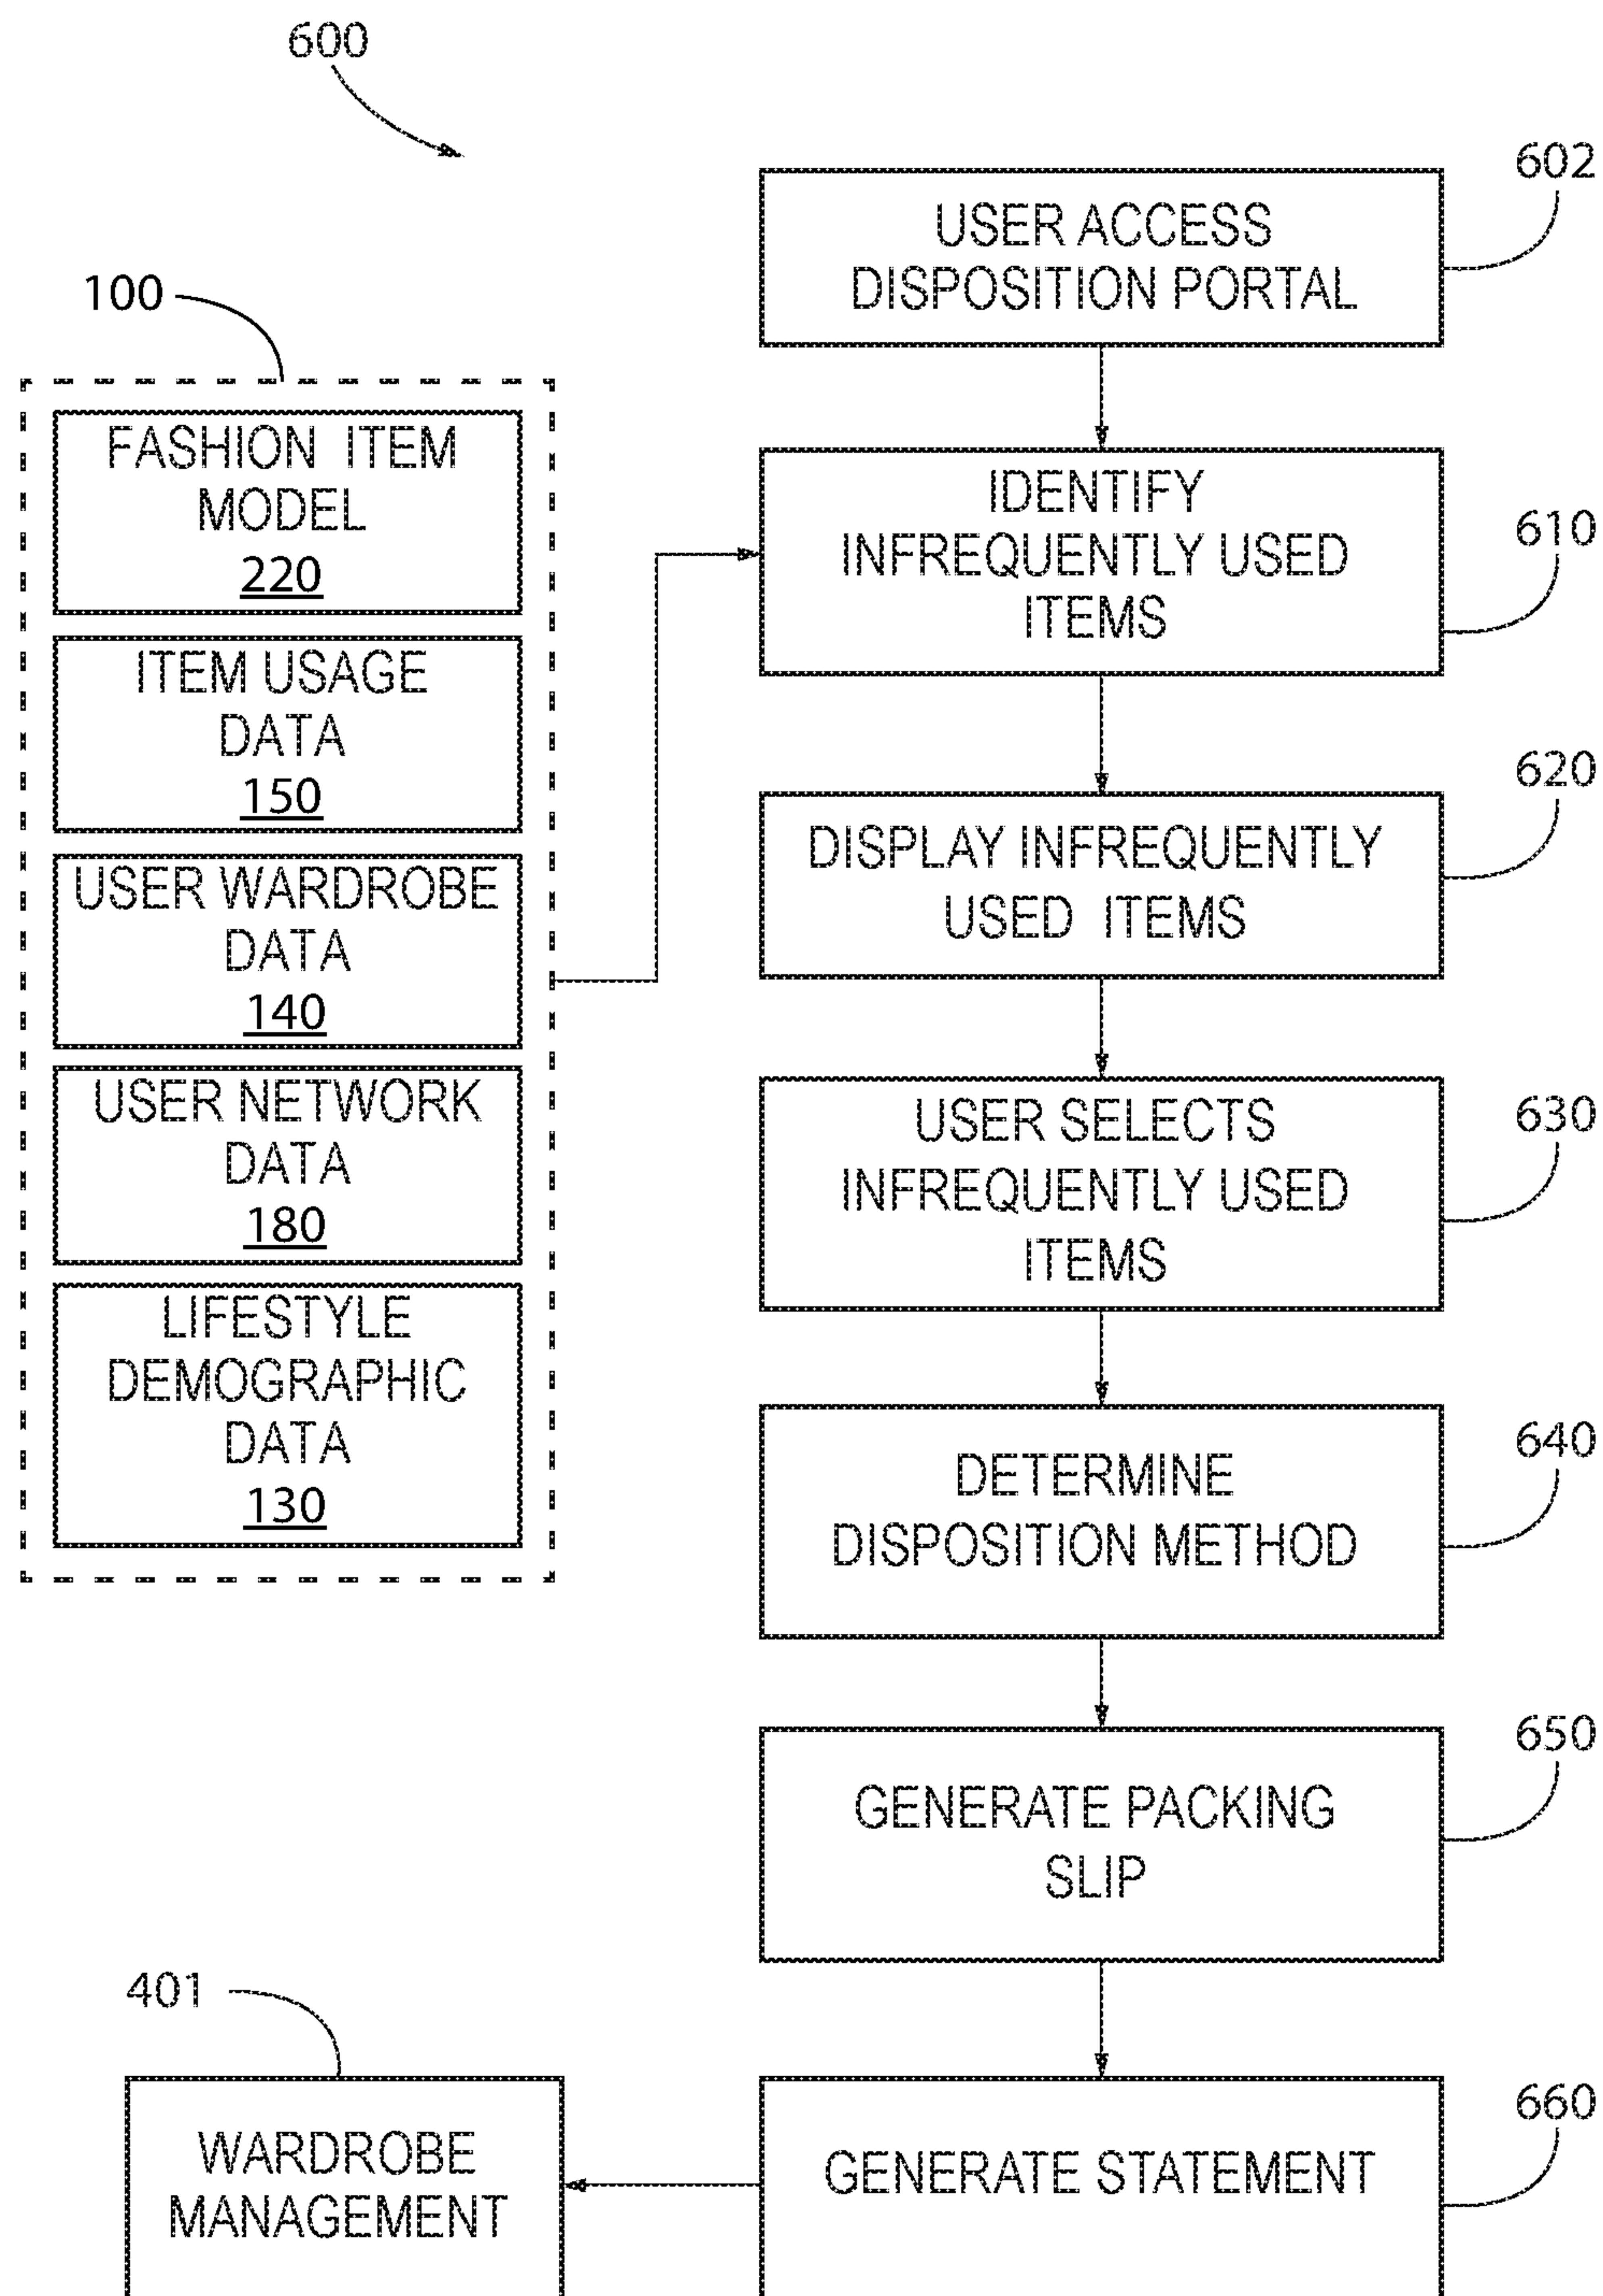 600
602
USER ACCESS
DISPOSITION PORTAL
100
FASHION ITEM
MODEL
220
ITEM USAGE
DATA
150
USER WARDROBE
DATA
140
USER NETWORK
DATA
180
LIFESTYLE
DEMOGRAPHIC
DATA
130
IDENTIFY
INFREQUENTLY USED
ITEMS
610
DISPLAY INFREQUENTLY
USED ITEMS
620
USER SELECTS
INFREQUENTLY USED
ITEMS
630
DETERMINE
DISPOSITION METHOD
640
GENERATE PACKING
SLIP
650
GENERATE STATEMENT
660
401
WARDROBE
MANAGEMENT